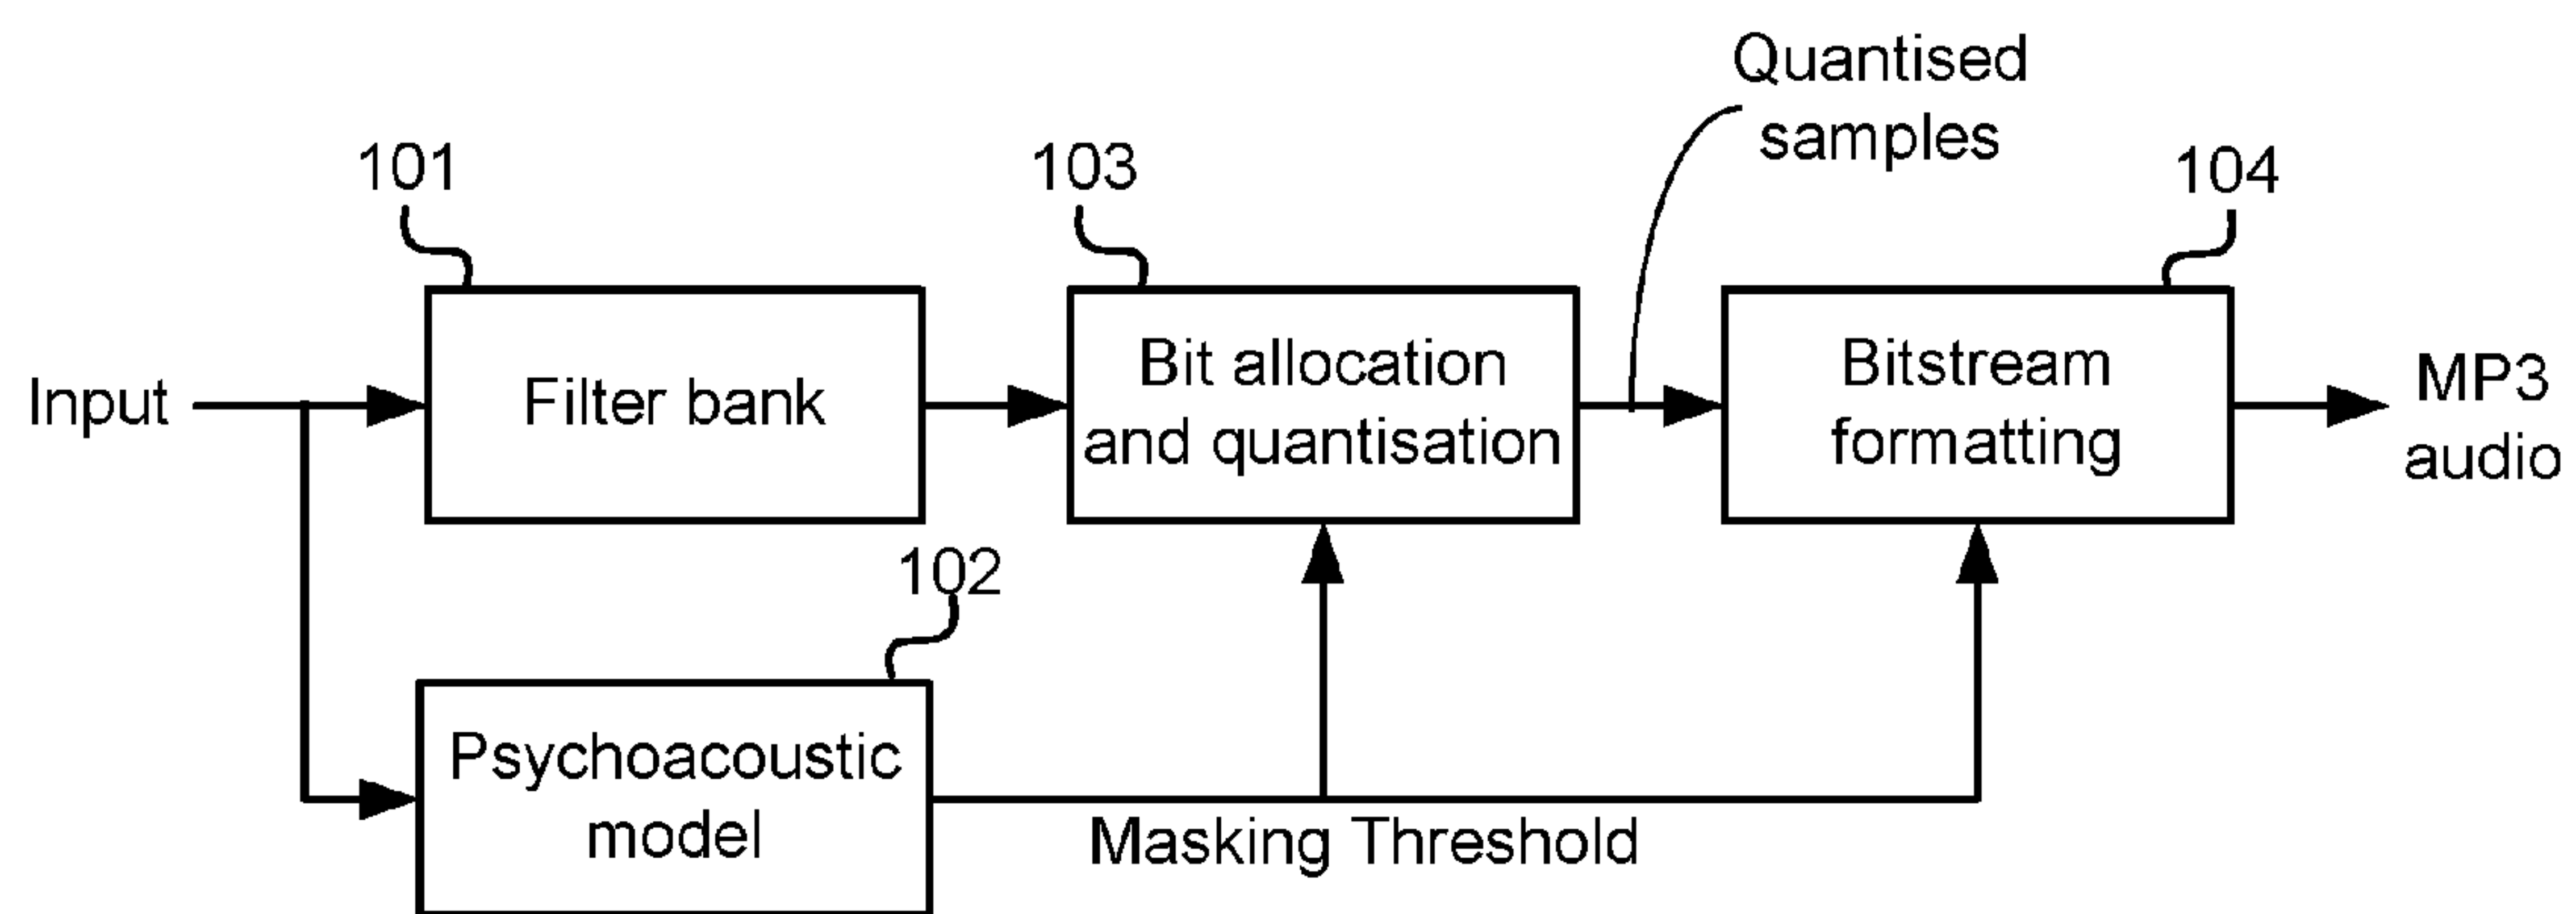 Quantised
samples
101
103
104
Input
Filter bank
Bit allocation
and quantisation
Bitstream
formatting
MP3
audio
102
Psychoacoustic
model
Masking Threshold